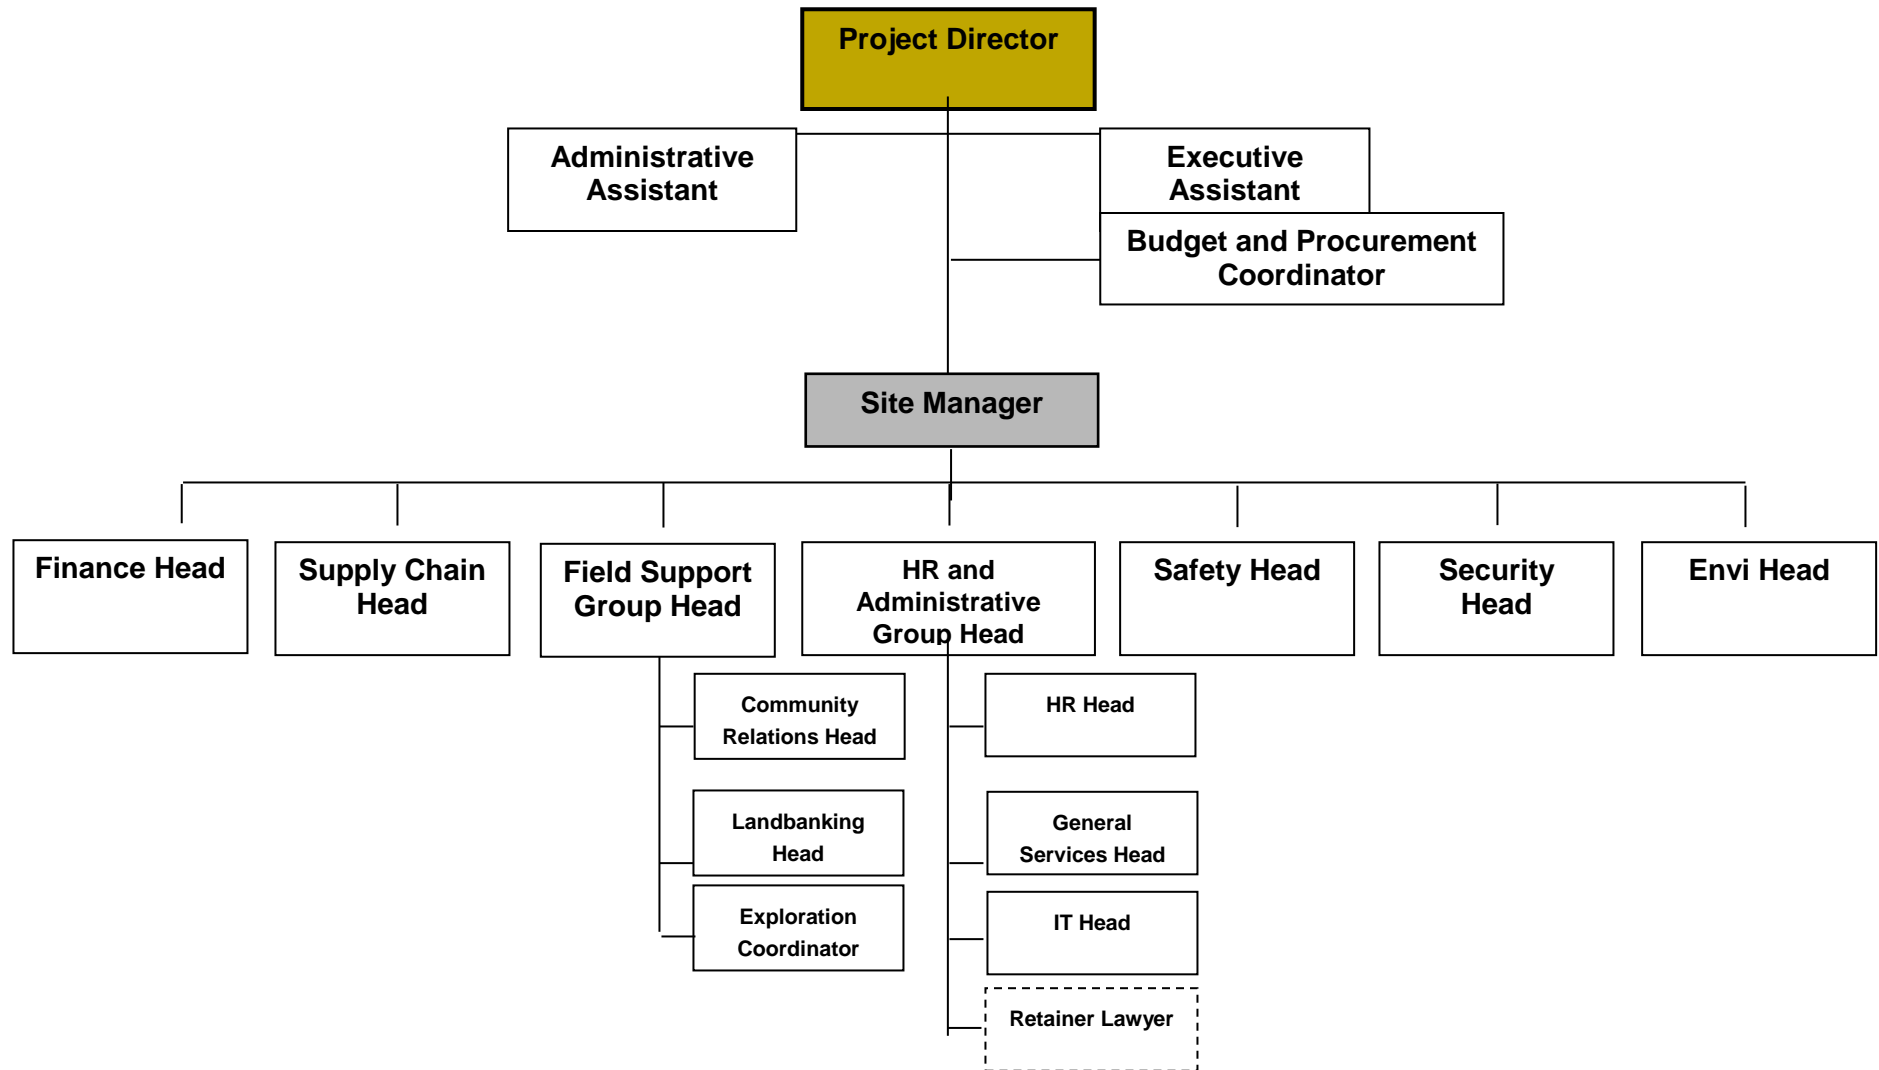 Project Director
Administrative
Assistant
Executive
Assistant
Budget and Procurement
Coordinator
Site Manager
Finance Head
Supply Chain
Head
Field Support
Group Head
HR and
Administrative
Group Head
Safety Head
Security
Head
Envi Head
Community
Relations Head
Landbanking
Head
Exploration
Coordinator
HR Head
General
Services Head
IT Head
Retainer Lawyer